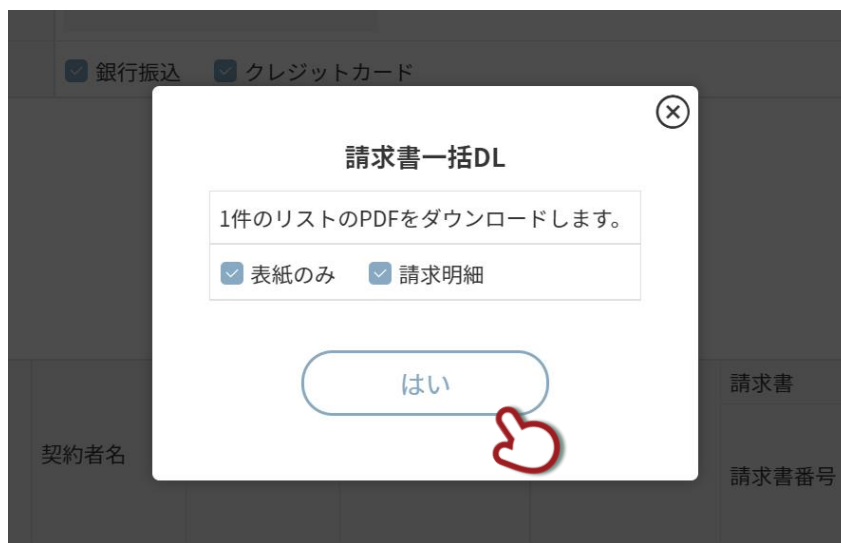 銀行振込 クレジットカード
請求書一括DL
1件のリストのPDFをダウンロードします。
表紙のみ 請求明細
はい
請求書
契約者名
請求書番号